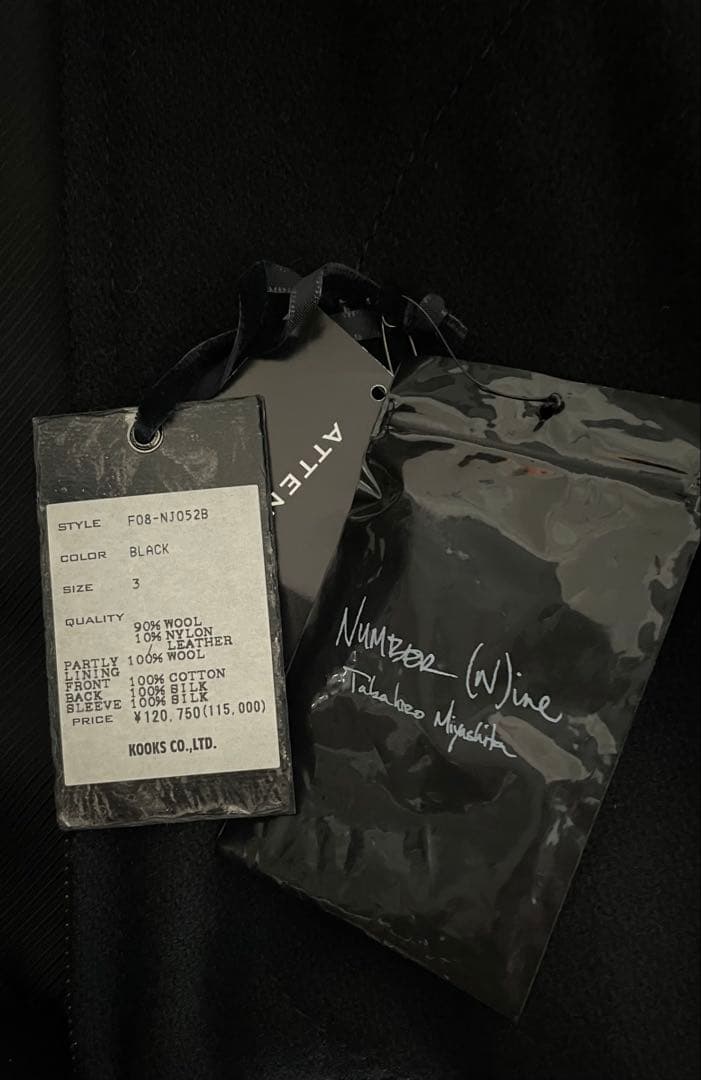 STYLE F08-NJ052B
COLOR BLACK
SIZE 3
QUALITY 90% WOOL
10% NYLON
/ LEATHER
PARTLY 100% WOOL
LINING
FRONT 100% COTTON
BACK 100% SILK
SLEEVE 100% SILK
PRICE ¥120,750(115,000)
KOOKS CO.,LTD.
ATTEN
NUMBER (N)ine
Takahiro Miyashita